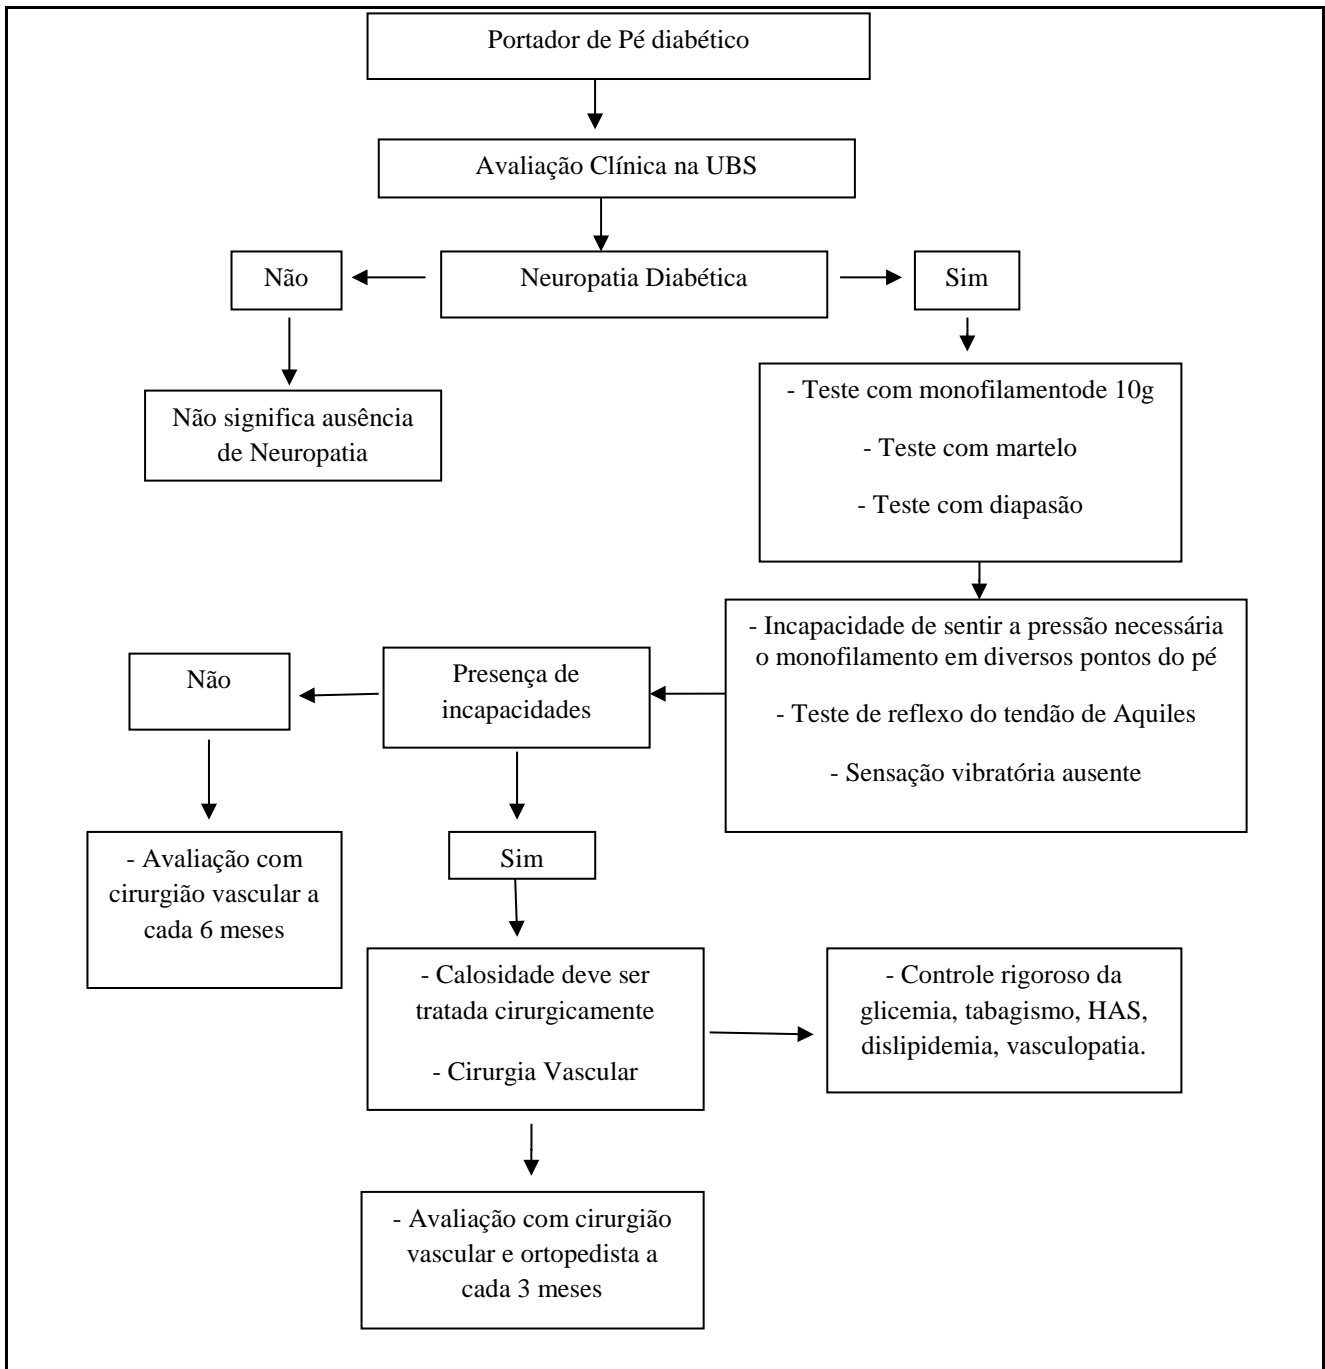 Portador de Pé diabético
Avaliação Clínica na UBS
Não
Neuropatia Diabética
Sim
Não significa ausência
de Neuropatia
- Teste com monofilamentode 10g
- Teste com martelo
- Teste com diapasão
- Incapacidade de sentir a pressão necessária
o monofilamento em diversos pontos do pé
- Teste de reflexo do tendão de Aquiles
- Sensação vibratória ausente
Presença de
incapacidades
Não
- Avaliação com
cirurgião vascular a
cada 6 meses
Sim
- Calosidade deve ser
tratada cirurgicamente
- Cirurgia Vascular
- Controle rigoroso da
glicemia, tabagismo, HAS,
dislipidemia, vasculopatia.
- Avaliação com cirurgião
vascular e ortopedista a
cada 3 meses